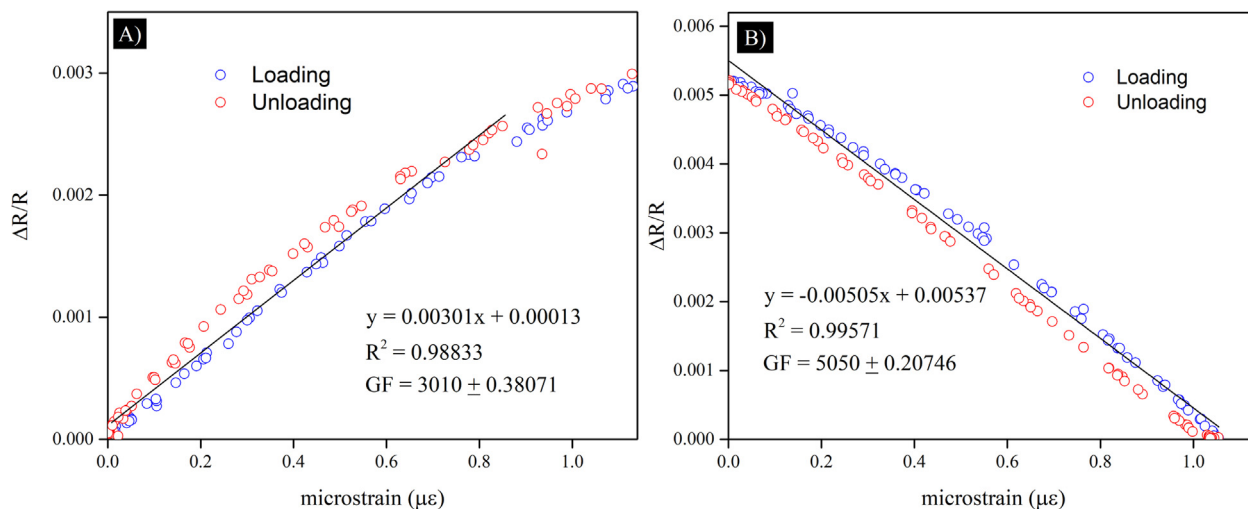 A)
Loading
Unloading
0.003
0.002
0.001
0.000
ΔR/R
y = 0.00301x + 0.00013
R² = 0.98833
GF = 3010 ± 0.38071
0.0 0.2 0.4 0.6 0.8 1.0
microstrain (με)
B)
Loading
Unloading
0.006
0.005
0.004
0.003
0.002
0.001
0.000
ΔR/R
y = -0.00505x + 0.00537
R² = 0.99571
GF = 5050 ± 0.20746
0.0 0.2 0.4 0.6 0.8 1.0
microstrain (με)